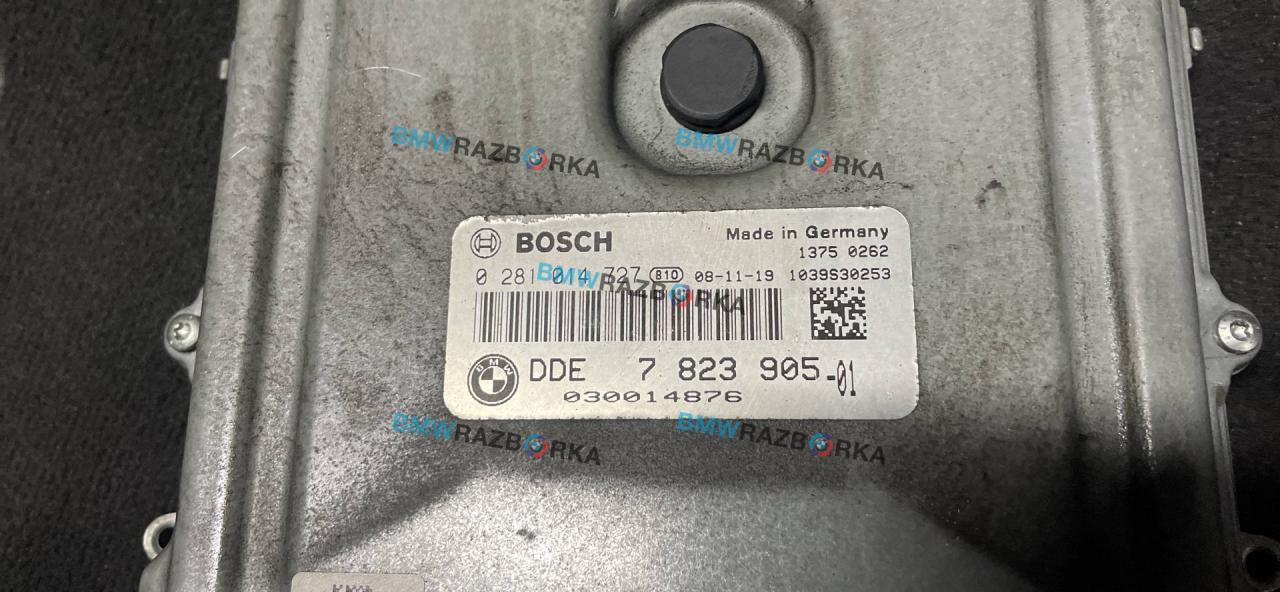 BMWRAZBORKA BMWRAZBORKA
BOSCH Made in Germany
1375 0262
0 281 014 727 810 08-11-19 1039S30253
BMWRAZBORKA
BMW DDE 7 823 905-01
030014876
BMWRAZBORKA BMWRAZBORKA